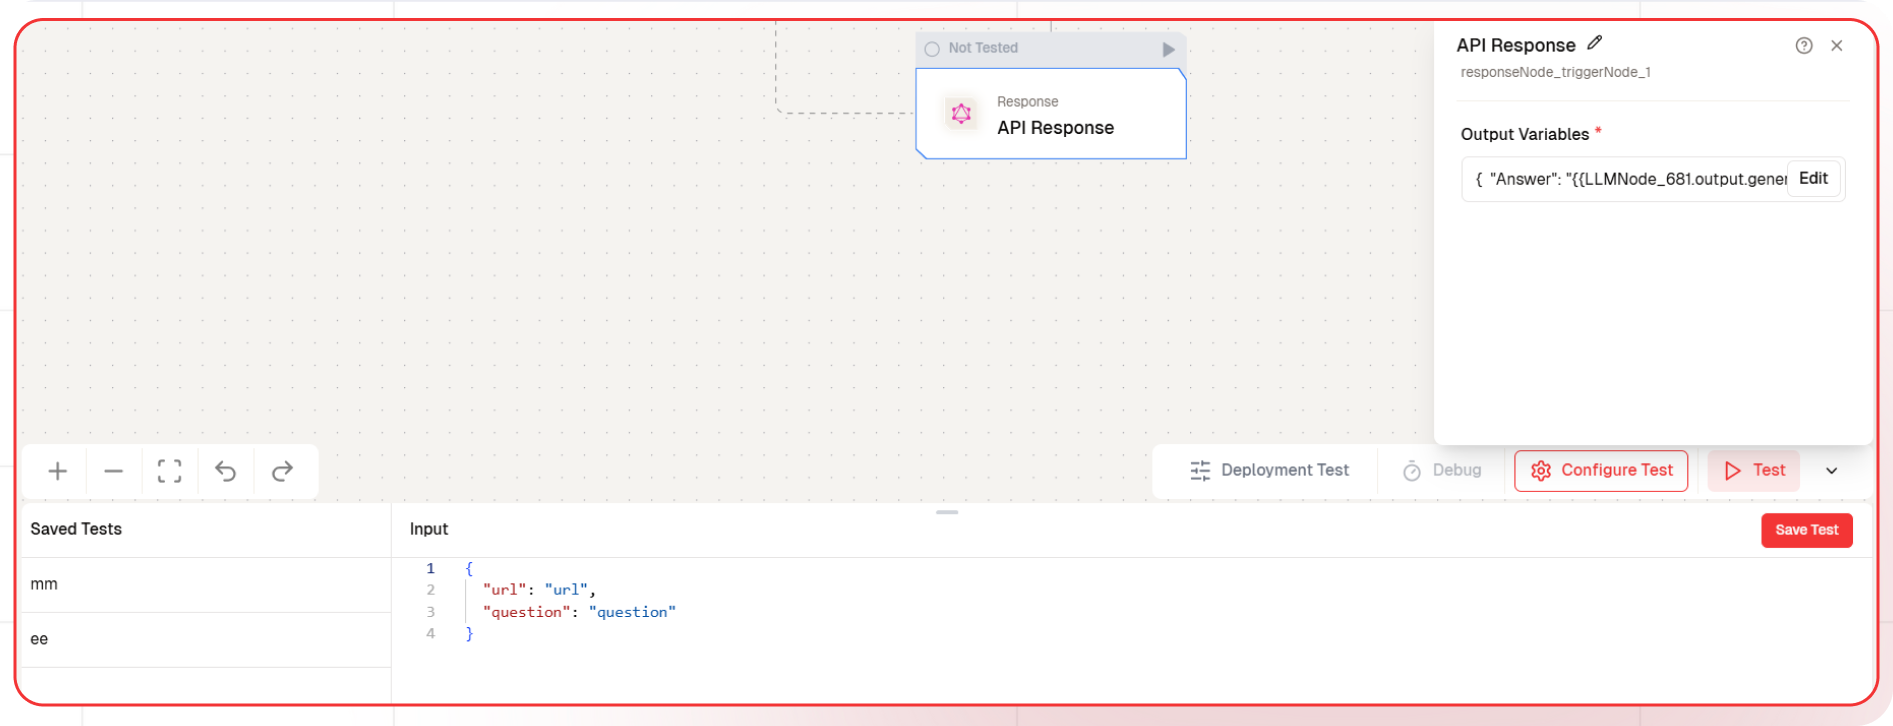 Not Tested
Response
API Response
API Response
responseNode_triggerNode_1
Output Variables *
{ "Answer": "{{LLMNode_681.output.gener
Edit
Deployment Test
Debug
Configure Test
Test
Saved Tests
mm
ee
Input
Save Test
1 {
2 "url": "url",
3 "question": "question"
4 }